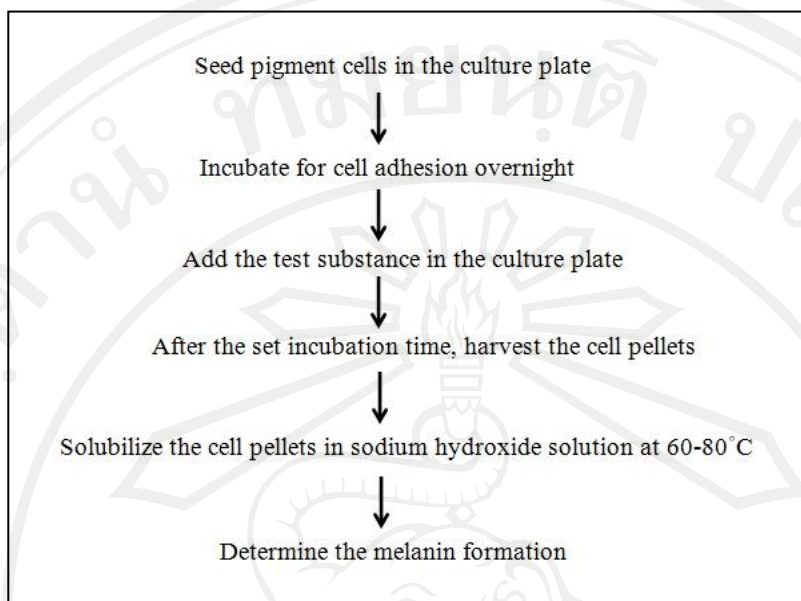 Seed pigment cells in the culture plate
Incubate for cell adhesion overnight
Add the test substance in the culture plate
After the set incubation time, harvest the cell pellets
Solubilize the cell pellets in sodium hydroxide solution at 60-80°C
Determine the melanin formation